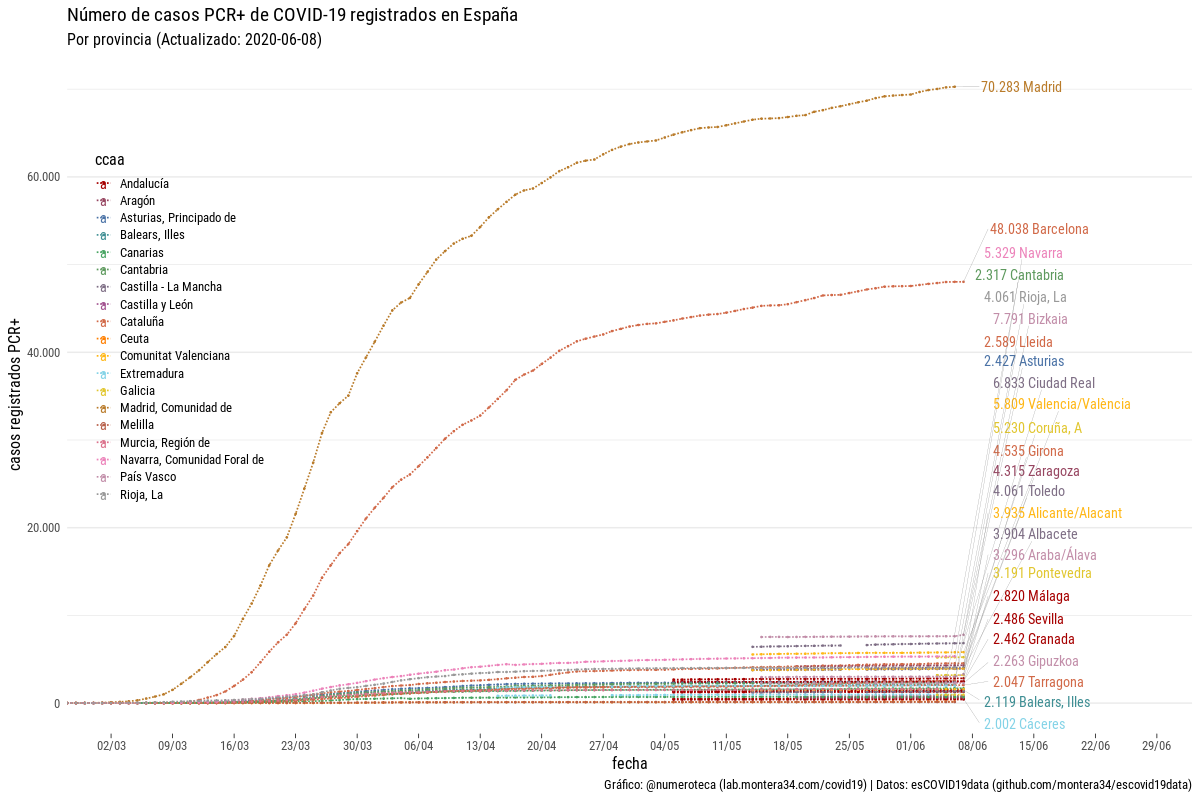 Número de casos PCR+ de COVID-19 registrados en España
Por provincia (Actualizado: 2020-06-08)
70.283 Madrid
ccaa
Andalucía
Aragón
Asturias, Principado de
Balears, Illes
Canarias
Cantabria
Castilla - La Mancha
Castilla y León
Cataluña
Ceuta
Comunitat Valenciana
Extremadura
Galicia
Madrid, Comunidad de
Melilla
Murcia, Región de
Navarra, Comunidad Foral de
País Vasco
Rioja, La
60.000
40.000
20.000
0
casos registrados PCR+
48.038 Barcelona
5.329 Navarra
2.317 Cantabria
4.061 Rioja, La
7.791 Bizkaia
2.589 Lleida
2.427 Asturias
6.833 Ciudad Real
5.809 Valencia/València
5.230 Coruña, A
4.535 Girona
4.315 Zaragoza
4.061 Toledo
3.935 Alicante/Alacant
3.904 Albacete
3.296 Araba/Álava
3.191 Pontevedra
2.820 Málaga
2.486 Sevilla
2.462 Granada
2.263 Gipuzkoa
2.047 Tarragona
2.119 Balears, Illes
2.002 Cáceres
02/03 09/03 16/03 23/03 30/03 06/04 13/04 20/04 27/04 04/05 11/05 18/05 25/05 01/06 08/06 15/06 22/06 29/06
fecha
Gráfico: @numeroteca (lab.montera34.com/covid19) | Datos: esCOVID19data (github.com/montera34/escovid19data)